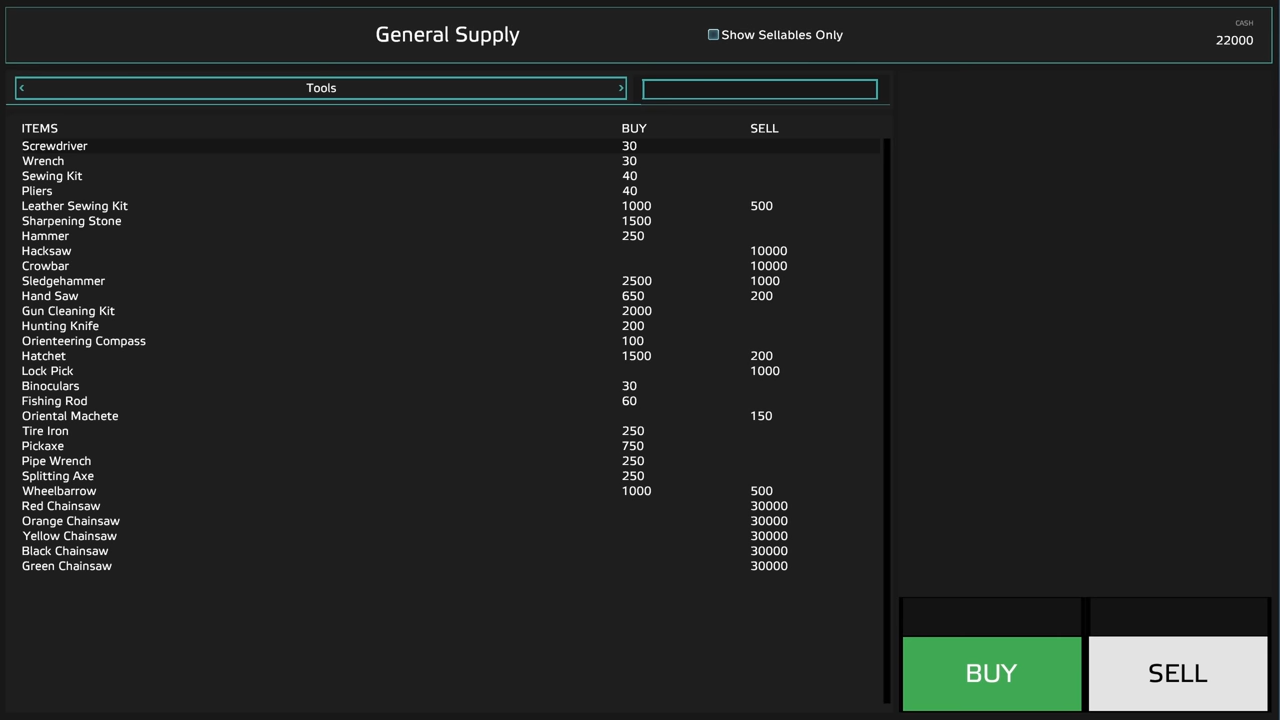 General Supply
Show Sellables Only
CASH
22000
< Tools >
ITEMS BUY SELL
Screwdriver 30
Wrench 30
Sewing Kit 40
Pliers 40
Leather Sewing Kit 1000 500
Sharpening Stone 1500
Hammer 250
Hacksaw 10000
Crowbar 10000
Sledgehammer 2500 1000
Hand Saw 650 200
Gun Cleaning Kit 2000
Hunting Knife 200
Orienteering Compass 100
Hatchet 1500 200
Lock Pick 1000
Binoculars 30
Fishing Rod 60
Oriental Machete 150
Tire Iron 250
Pickaxe 750
Pipe Wrench 250
Splitting Axe 250
Wheelbarrow 1000 500
Red Chainsaw 30000
Orange Chainsaw 30000
Yellow Chainsaw 30000
Black Chainsaw 30000
Green Chainsaw 30000
BUY SELL